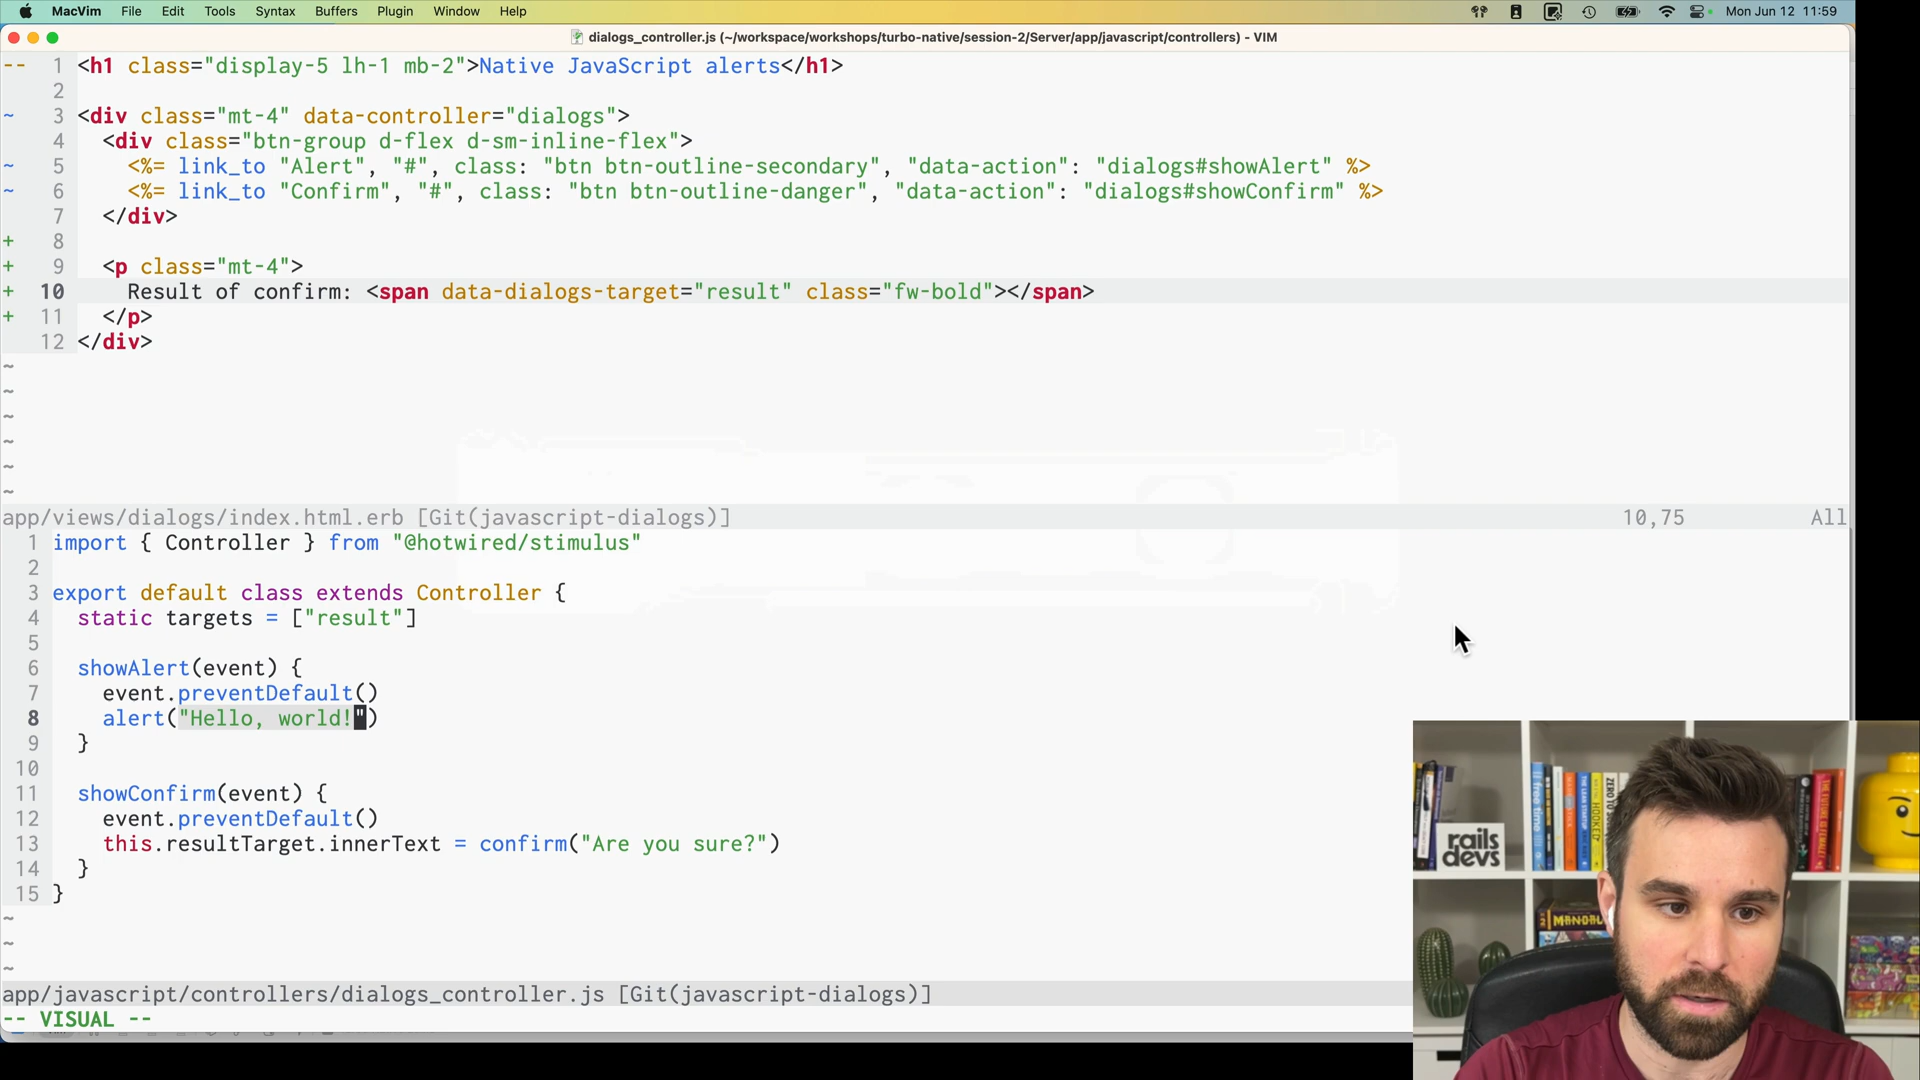 MacVim File Edit Tools Syntax Buffers Plugin Window Help Mon Jun 12 11:59
dialogs_controller.js (~/workspace/workshops/turbo-native/session-2/Server/app/javascript/controllers) - VIM
-- 1 <h1 class="display-5 lh-1 mb-2">Native JavaScript alerts</h1>
2
~ 3 <div class="mt-4" data-controller="dialogs">
4 <div class="btn-group d-flex d-sm-inline-flex">
~ 5 <%= link_to "Alert", "#", class: "btn btn-outline-secondary", "data-action": "dialogs#showAlert" %>
~ 6 <%= link_to "Confirm", "#", class: "btn btn-outline-danger", "data-action": "dialogs#showConfirm" %>
7 </div>
+ 8
+ 9 <p class="mt-4">
+ 10 Result of confirm: <span data-dialogs-target="result" class="fw-bold"></span>
+ 11 </p>
12 </div>
~
~
~
~
~
~
app/views/dialogs/index.html.erb [Git(javascript-dialogs)] 10,75 All
1 import { Controller } from "@hotwired/stimulus"
2
3 export default class extends Controller {
4 static targets = ["result"]
5
6 showAlert(event) {
7 event.preventDefault()
8 alert("Hello, world!")
9 }
10
11 showConfirm(event) {
12 event.preventDefault()
13 this.resultTarget.innerText = confirm("Are you sure?")
14 }
15 }
~
~
~
app/javascript/controllers/dialogs_controller.js [Git(javascript-dialogs)]
-- VISUAL --
rails
devs
HOOKED